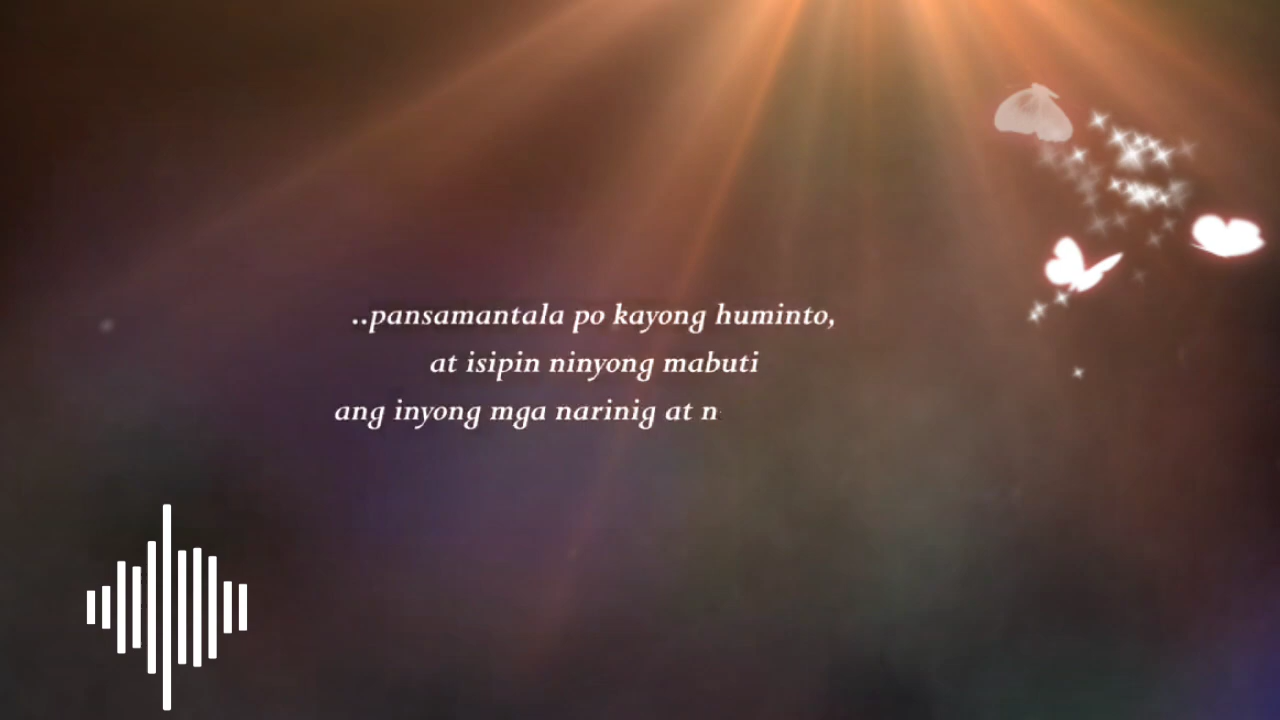 ..pansamantala po kayong huminto,
at isipin ninyong mabuti
ang inyong mga narinig at n